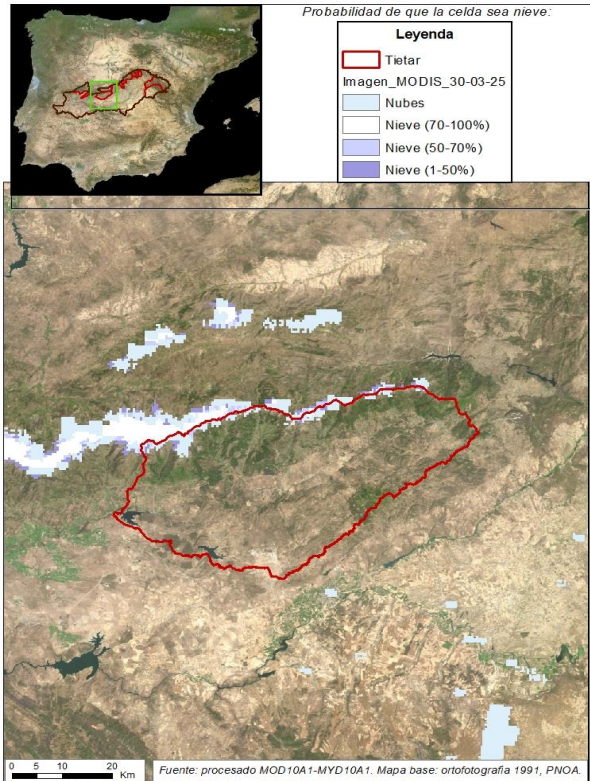 Probabilidad de que la celda sea nieve:
Leyenda
Tietar
Imagen_MODIS_30-03-25
Nubes
Nieve (70-100%)
Nieve (50-70%)
Nieve (1-50%)
0 5 10 20
Km
Fuente: procesado MOD10A1-MYD10A1. Mapa base: ortofotografia 1991, PNOA.